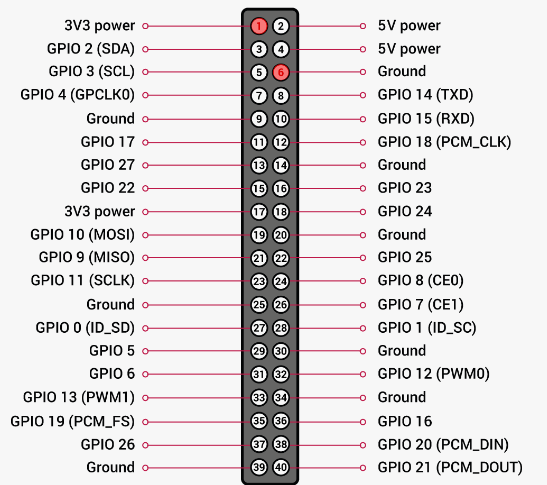 3V3 power 1 2 5V power
GPIO 2 (SDA) 3 4 5V power
GPIO 3 (SCL) 5 6 Ground
GPIO 4 (GPCLK0) 7 8 GPIO 14 (TXD)
Ground 9 10 GPIO 15 (RXD)
GPIO 17 11 12 GPIO 18 (PCM_CLK)
GPIO 27 13 14 Ground
GPIO 22 15 16 GPIO 23
3V3 power 17 18 GPIO 24
GPIO 10 (MOSI) 19 20 Ground
GPIO 9 (MISO) 21 22 GPIO 25
GPIO 11 (SCLK) 23 24 GPIO 8 (CE0)
Ground 25 26 GPIO 7 (CE1)
GPIO 0 (ID_SD) 27 28 GPIO 1 (ID_SC)
GPIO 5 29 30 Ground
GPIO 6 31 32 GPIO 12 (PWM0)
GPIO 13 (PWM1) 33 34 Ground
GPIO 19 (PCM_FS) 35 36 GPIO 16
GPIO 26 37 38 GPIO 20 (PCM_DIN)
Ground 39 40 GPIO 21 (PCM_DOUT)